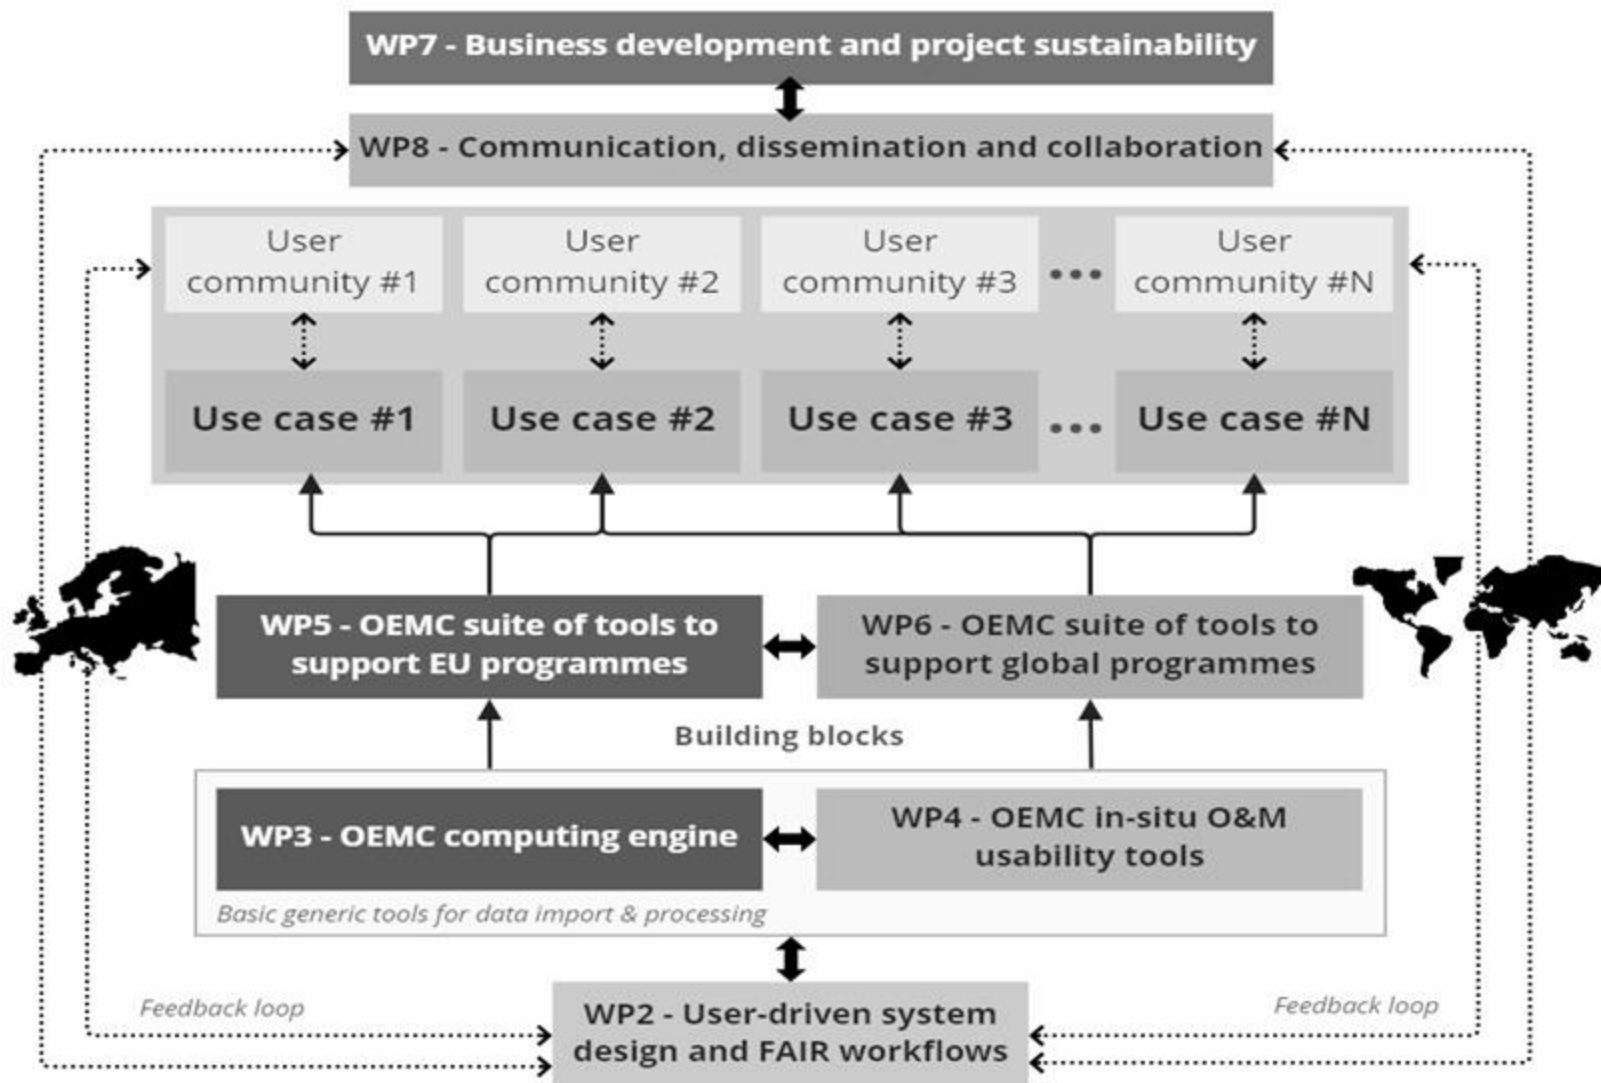 WP7 - Business development and project sustainability
WP8 - Communication, dissemination and collaboration
User
community #1
User
community #2
User
community #3
...
User
community #N
Use case #1
Use case #2
Use case #3
...
Use case #N
WP5 - OEMC suite of tools to
support EU programmes
WP6 - OEMC suite of tools to
support global programmes
Building blocks
WP3 - OEMC computing engine
WP4 - OEMC in-situ O&M
usability tools
Basic generic tools for data import & processing
Feedback loop
WP2 - User-driven system
design and FAIR workflows
Feedback loop